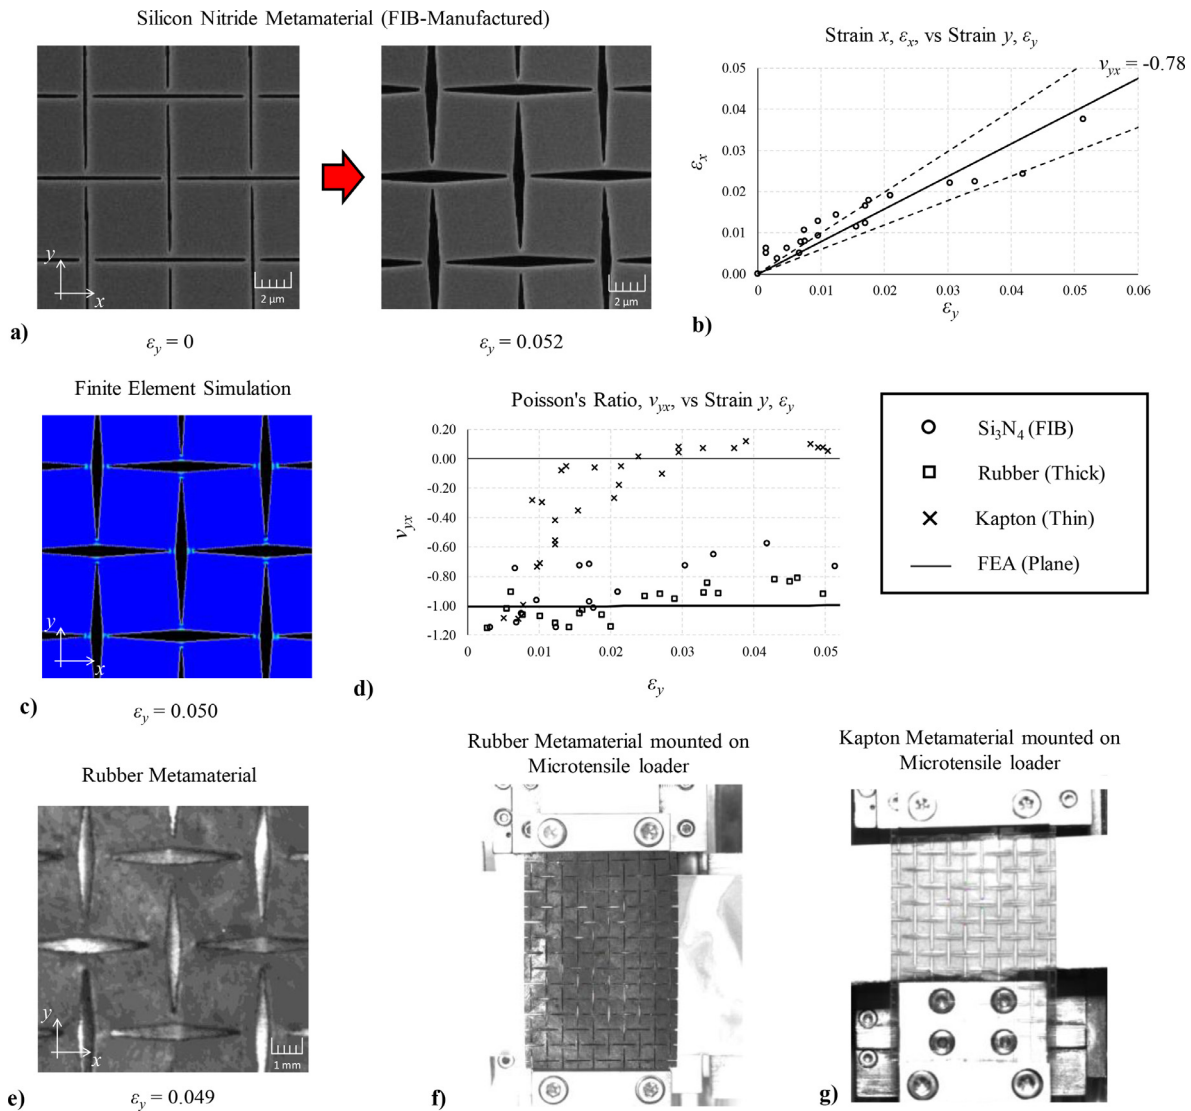 Silicon Nitride Metamaterial (FIB-Manufactured)
y
x
2 μm
2 μm
a)
εy = 0
εy = 0.052
Strain x, εx, vs Strain y, εy
νyx = -0.78
0.05
0.04
0.03
0.02
0.01
0.00
εx
0
0.01
0.02
0.03
0.04
0.05
0.06
εy
b)
Finite Element Simulation
y
x
c)
εy = 0.050
Poisson's Ratio, νyx, vs Strain y, εy
0.20
0.00
-0.20
-0.40
-0.60
-0.80
-1.00
-1.20
νyx
0
0.01
0.02
0.03
0.04
0.05
εy
d)
Si3N4 (FIB)
Rubber (Thick)
Kapton (Thin)
FEA (Plane)
Rubber Metamaterial
y
x
1 mm
e)
εy = 0.049
Rubber Metamaterial mounted on
Microtensile loader
f)
Kapton Metamaterial mounted on
Microtensile loader
g)